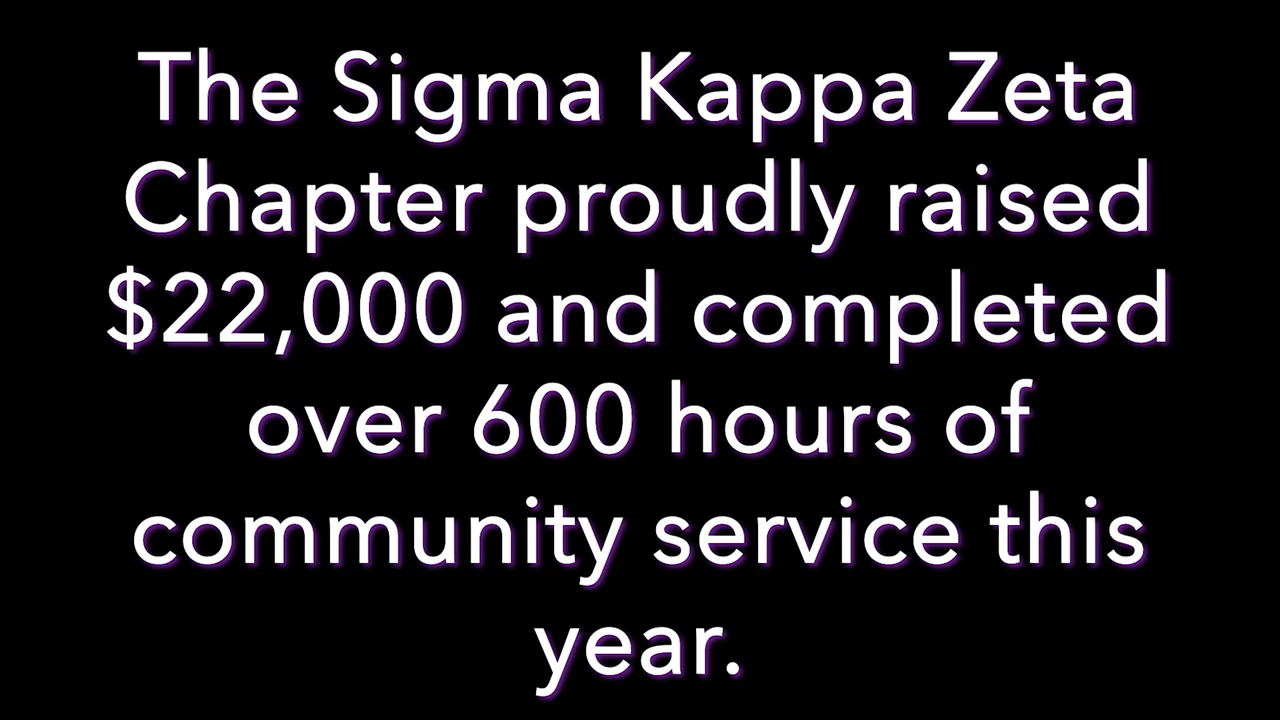 The Sigma Kappa Zeta
Chapter proudly raised
$22,000 and completed
over 600 hours of
community service this
year.